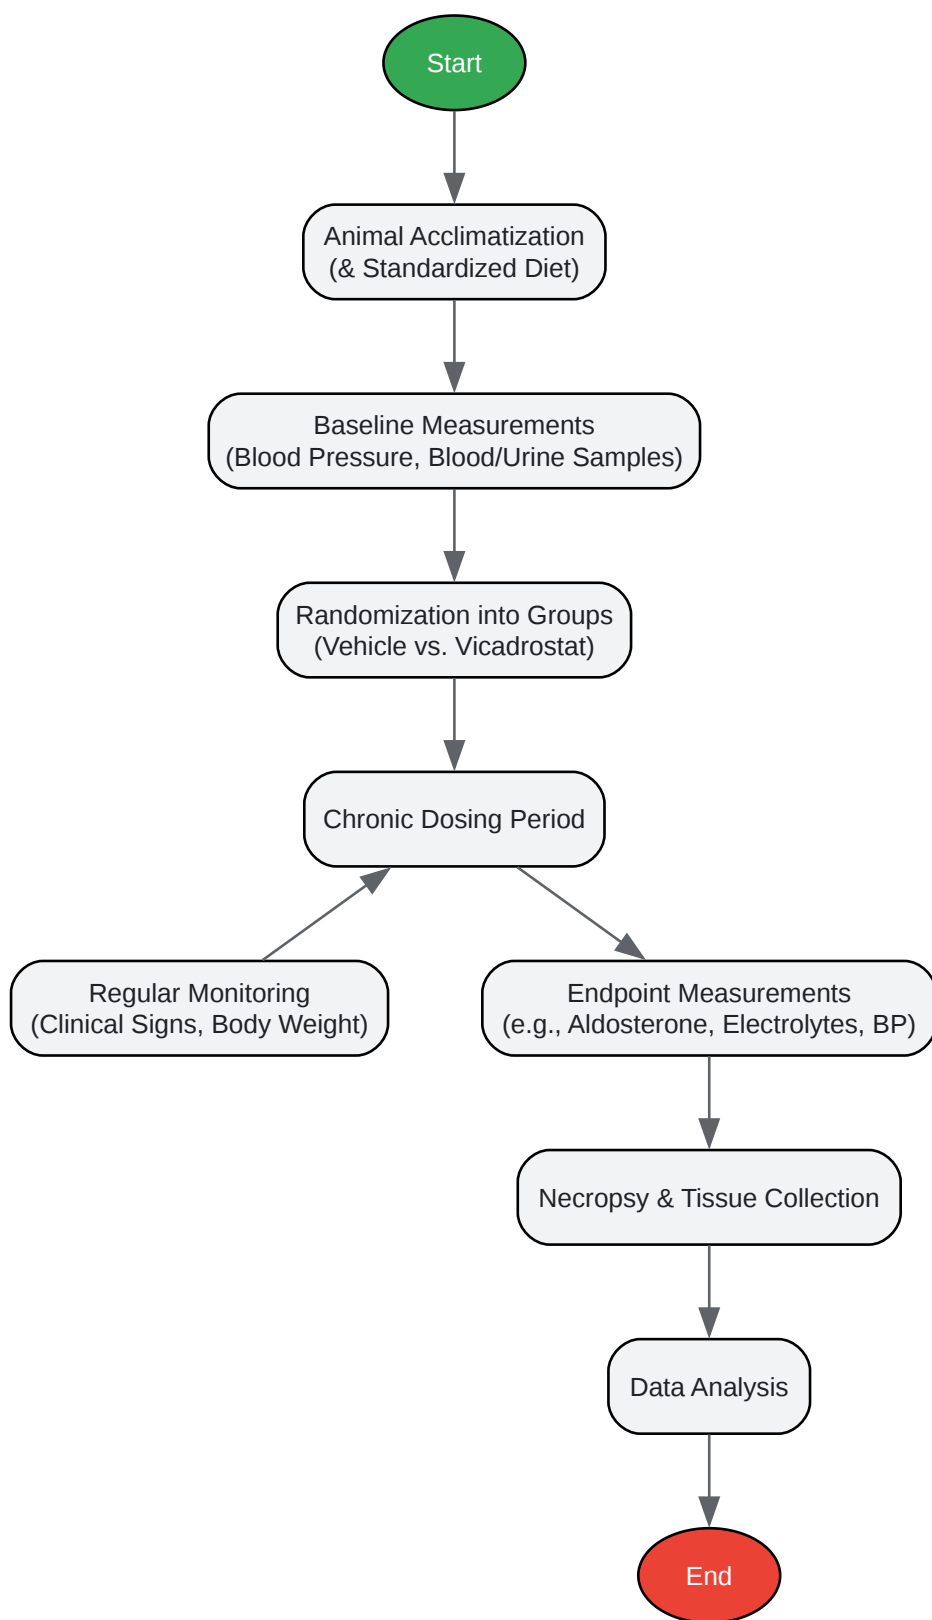 Start
Animal Acclimatization
(& Standardized Diet)
Baseline Measurements
(Blood Pressure, Blood/Urine Samples)
Randomization into Groups
(Vehicle vs. Vicadrostat)
Chronic Dosing Period
Regular Monitoring
(Clinical Signs, Body Weight)
Endpoint Measurements
(e.g., Aldosterone, Electrolytes, BP)
Necropsy & Tissue Collection
Data Analysis
End